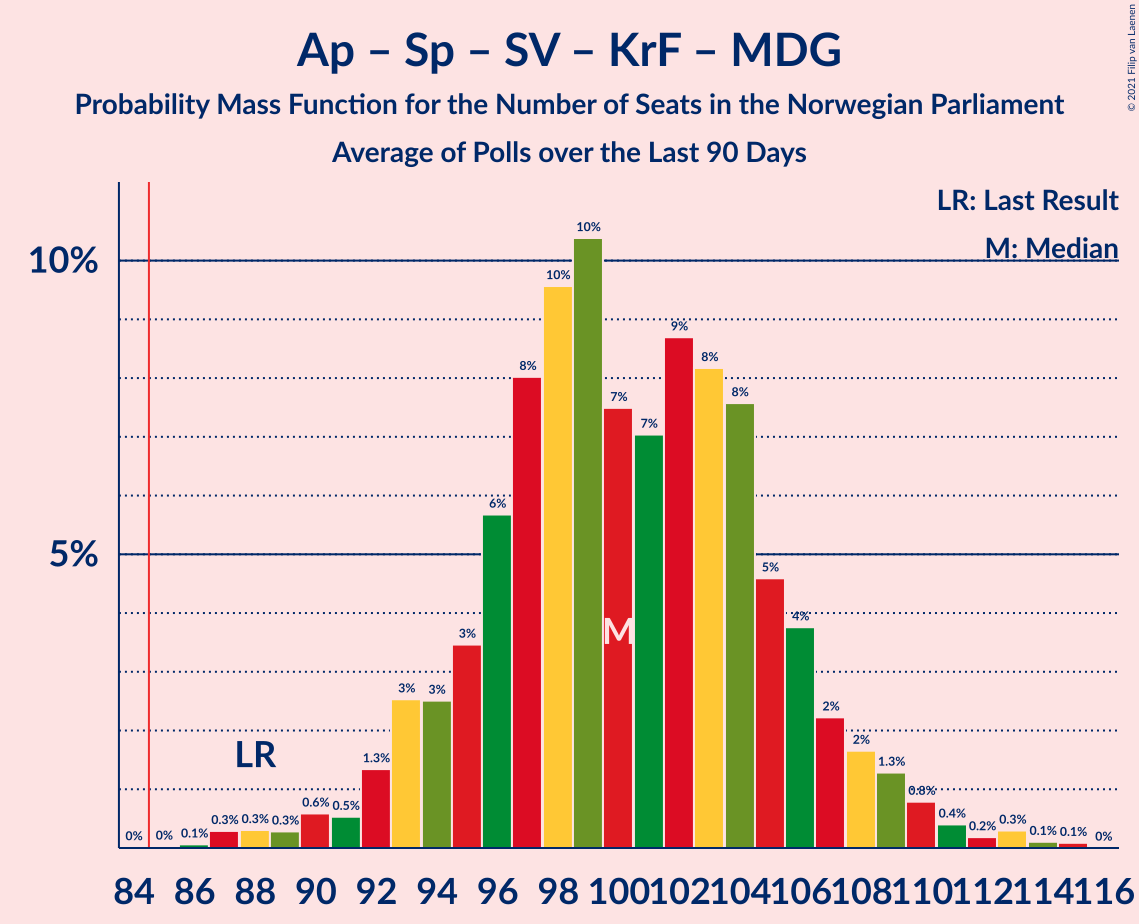 Ap – Sp – SV – KrF – MDG
Probability Mass Function for the Number of Seats in the Norwegian Parliament
Average of Polls over the Last 90 Days
© 2021 Filip van Laenen
LR: Last Result
M: Median
10%
5%
LR
M
0% 0% 0.1% 0.3% 0.3% 0.3% 0.6% 0.5% 1.3% 3% 3% 3% 6% 8% 10% 10% 7% 7% 9% 8% 8% 5% 4% 2% 2% 1.3% 0.8% 0.4% 0.2% 0.3% 0.1% 0.1% 0%
84 86 88 90 92 94 96 98 100 102 104 106 108 110 112 114 116